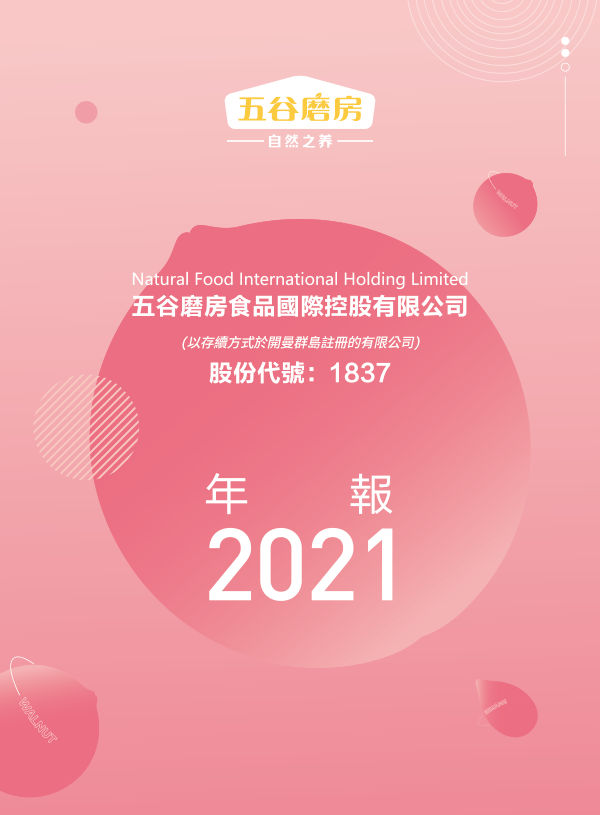 五谷磨房
自然之养
WALNUT
Natural Food International Holding Limited
五谷磨房食品國際控股有限公司
(以存續方式於開曼群島註冊的有限公司)
股份代號：1837
年 報
2021
WALNUT